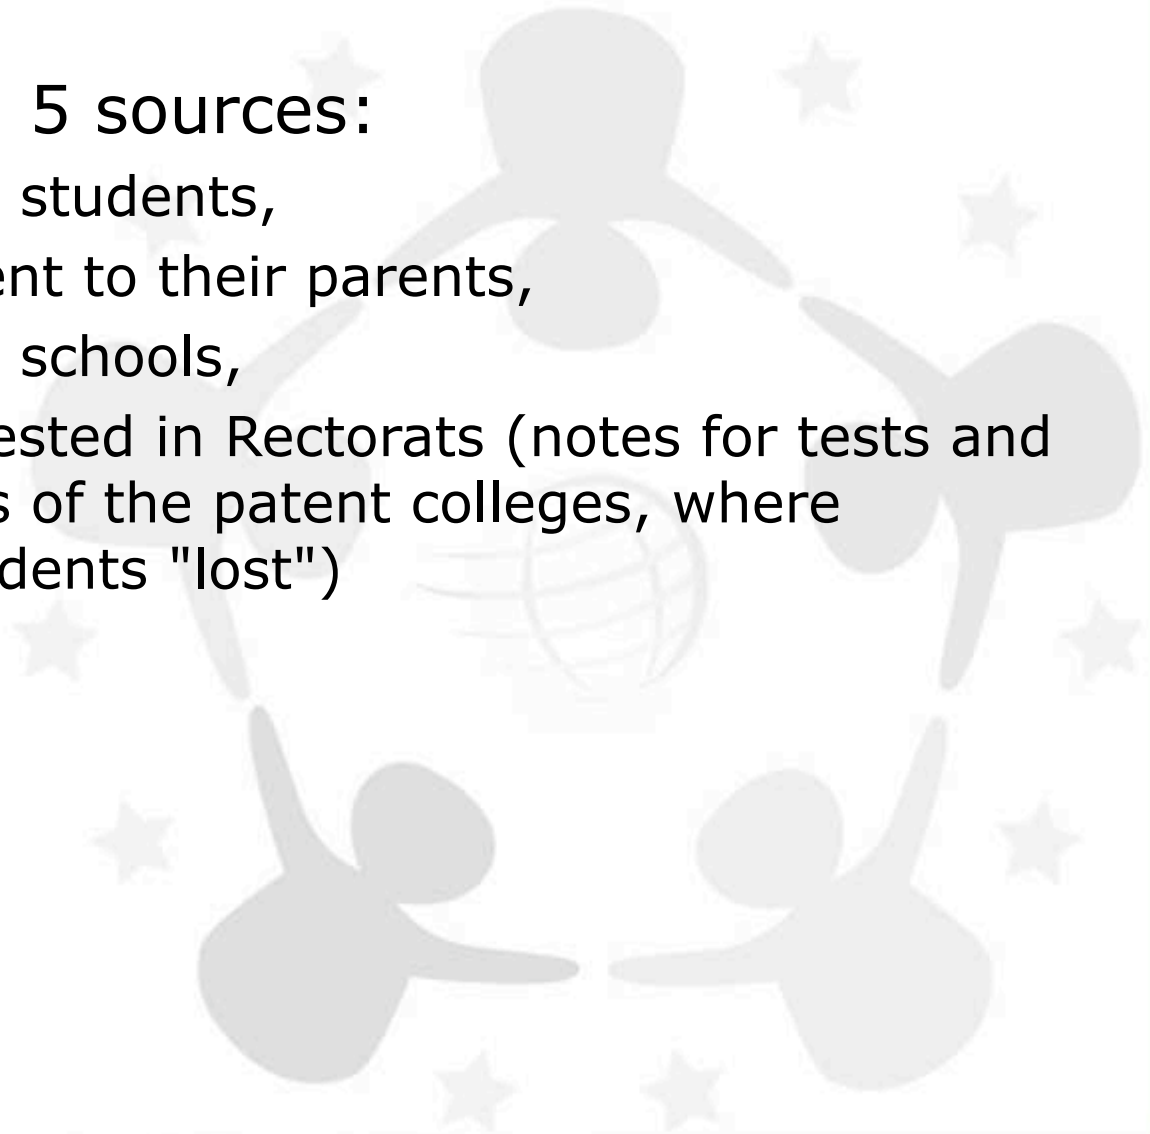 5 sources:
students,
ent to their parents,
schools,
ested in Rectorats (notes for tests and
s of the patent colleges, where
dents "lost")